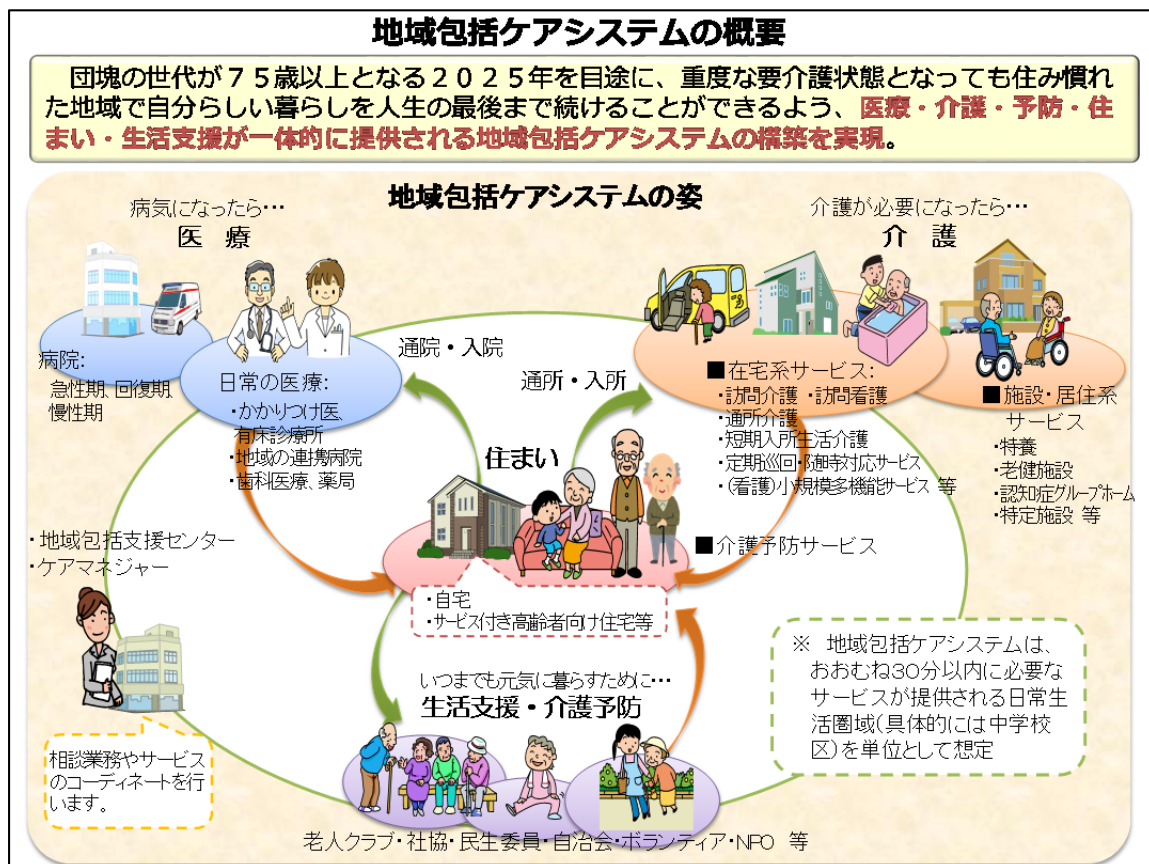 地域包括ケアシステムの概要
団塊の世代が７５歳以上となる２０２５年を目途に、重度な要介護状態となっても住み慣れ
た地域で自分らしい暮らしを人生の最後まで続けることができるよう、医療・介護・予防・住
まい・生活支援が一体的に提供される地域包括ケアシステムの構築を実現。
地域包括ケアシステムの姿
病気になったら…
医　療
病院:
急性期、回復期、
慢性期
日常の医療:
・かかりつけ医、
有床診療所
・地域の連携病院
・歯科医療、薬局
通院・入院
通所・入所
介護が必要になったら…
介　護
■在宅系サービス:
・訪問介護 ・訪問看護
・通所介護
・短期入所生活介護
・定期巡回・随時対応サービス
・(看護)小規模多機能サービス 等
■介護予防サービス
■施設・居住系
サービス
・特養
・老健施設
・認知症グループホーム
・特定施設 等
住まい
・自宅
・サービス付き高齢者向け住宅等
・地域包括支援センター
・ケアマネジャー
相談業務やサービス
のコーディネートを行
います。
いつまでも元気に暮らすために…
生活支援・介護予防
老人クラブ・社協・民生委員・自治会・ボランティア・NPO 等
※　地域包括ケアシステムは、
おおむね30分以内に必要な
サービスが提供される日常生
活圏域(具体的には中学校
区)を単位として想定